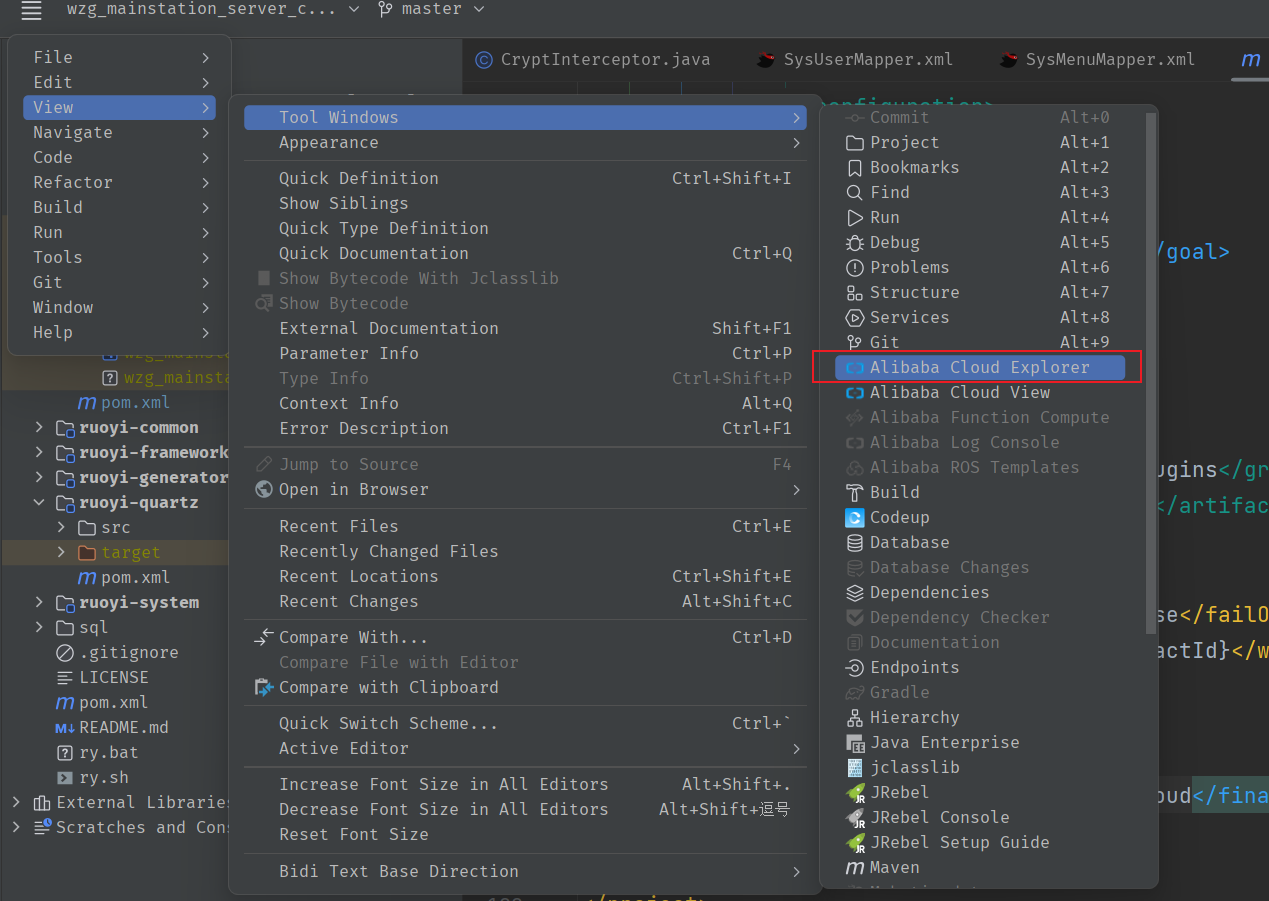 wzg_mainstation_server_c... master
CryptInterceptor.java SysUserMapper.xml SysMenuMapper.xml
File
Edit
View
Navigate
Code
Refactor
Build
Run
Tools
Git
Window
Help
wzg_mainsta
pom.xml
ruoyi-common
ruoyi-framework
ruoyi-generator
ruoyi-quartz
src
target
pom.xml
ruoyi-system
sql
.gitignore
LICENSE
pom.xml
README.md
ry.bat
ry.sh
External Libraries
Scratches and Con
Tool Windows
Appearance
Quick Definition Ctrl+Shift+I
Show Siblings
Quick Type Definition
Quick Documentation Ctrl+Q
Show Bytecode With Jclasslib
Show Bytecode
External Documentation Shift+F1
Parameter Info Ctrl+P
Type Info Ctrl+Shift+P
Context Info Alt+Q
Error Description Ctrl+F1
Jump to Source F4
Open in Browser
Recent Files Ctrl+E
Recently Changed Files
Recent Locations Ctrl+Shift+E
Recent Changes Alt+Shift+C
Compare With... Ctrl+D
Compare File with Editor
Compare with Clipboard
Quick Switch Scheme... Ctrl+`
Active Editor
Increase Font Size in All Editors Alt+Shift+.
Decrease Font Size in All Editors Alt+Shift+逗号
Reset Font Size
Bidi Text Base Direction
Commit Alt+0
Project Alt+1
Bookmarks Alt+2
Find Alt+3
Run Alt+4
Debug Alt+5
Problems Alt+6
Structure Alt+7
Services Alt+8
Git Alt+9
Alibaba Cloud Explorer
Alibaba Cloud View
Alibaba Function Compute
Alibaba Log Console
Alibaba ROS Templates
Build
Codeup
Database
Database Changes
Dependencies
Dependency Checker
Documentation
Endpoints
Gradle
Hierarchy
Java Enterprise
jclasslib
JRebel
JRebel Console
JRebel Setup Guide
Maven
/goal>
ugins</gr
</artifac
se</failO
actId}</w
oud</fina